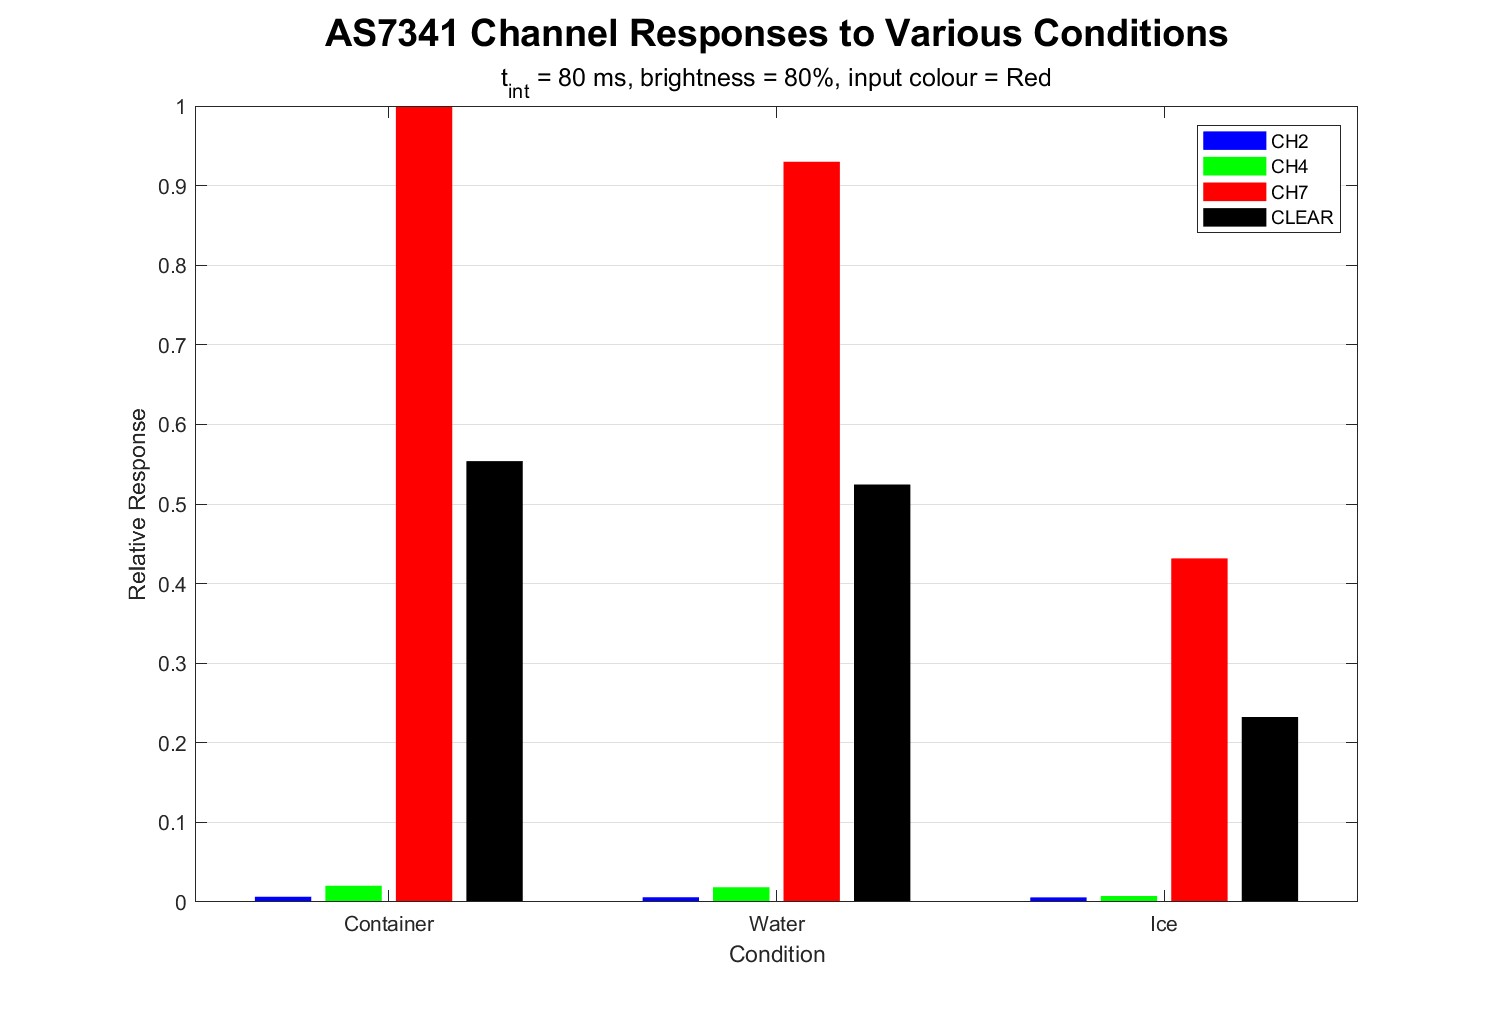 AS7341 Channel Responses to Various Conditions
t_int = 80 ms, brightness = 80%, input colour = Red
CH2
CH4
CH7
CLEAR
1
0.9
0.8
0.7
0.6
0.5
0.4
0.3
0.2
0.1
0
Relative Response
Container Water Ice
Condition